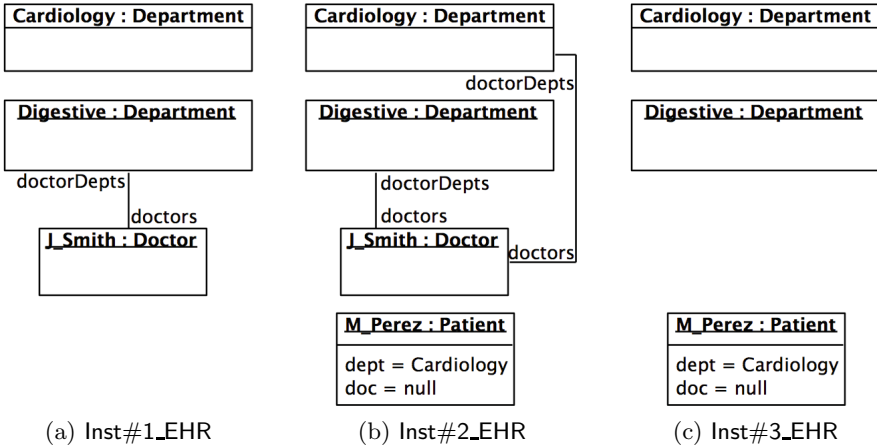 Cardiology : Department
Digestive : Department
doctorDepts
doctors
J_Smith : Doctor
(a) Inst#1_EHR
Cardiology : Department
doctorDepts
Digestive : Department
doctorDepts
doctors
J_Smith : Doctor
doctors
M_Perez : Patient
dept = Cardiology
doc = null
(b) Inst#2_EHR
Cardiology : Department
Digestive : Department
M_Perez : Patient
dept = Cardiology
doc = null
(c) Inst#3_EHR